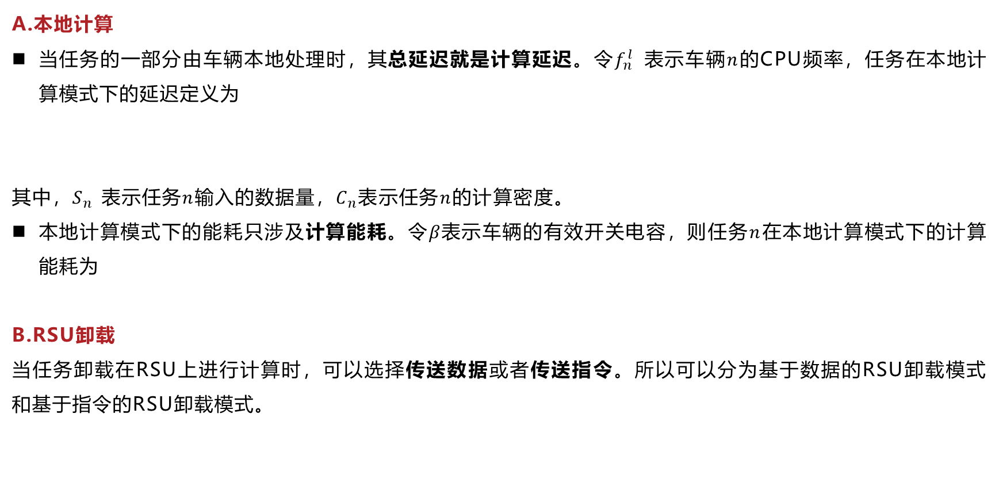 A.本地计算
■ 当任务的一部分由车辆本地处理时，其总延迟就是计算延迟。令$f_n^l$ 表示车辆$n$的CPU频率，任务在本地计
算模式下的延迟定义为
其中，$S_n$ 表示任务$n$输入的数据量，$C_n$表示任务$n$的计算密度。
■ 本地计算模式下的能耗只涉及计算能耗。令$\beta$表示车辆的有效开关电容，则任务$n$在本地计算模式下的计算
能耗为
B.RSU卸载
当任务卸载在RSU上进行计算时，可以选择传送数据或者传送指令。所以可以分为基于数据的RSU卸载模式
和基于指令的RSU卸载模式。